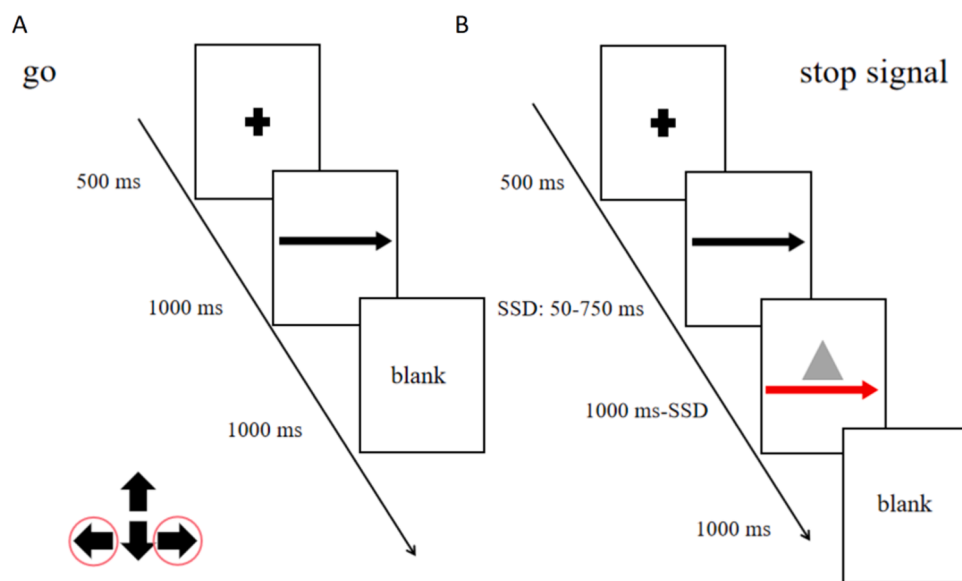 A
go
500 ms
1000 ms
blank
1000 ms
B
stop signal
500 ms
SSD: 50-750 ms
1000 ms-SSD
blank
1000 ms